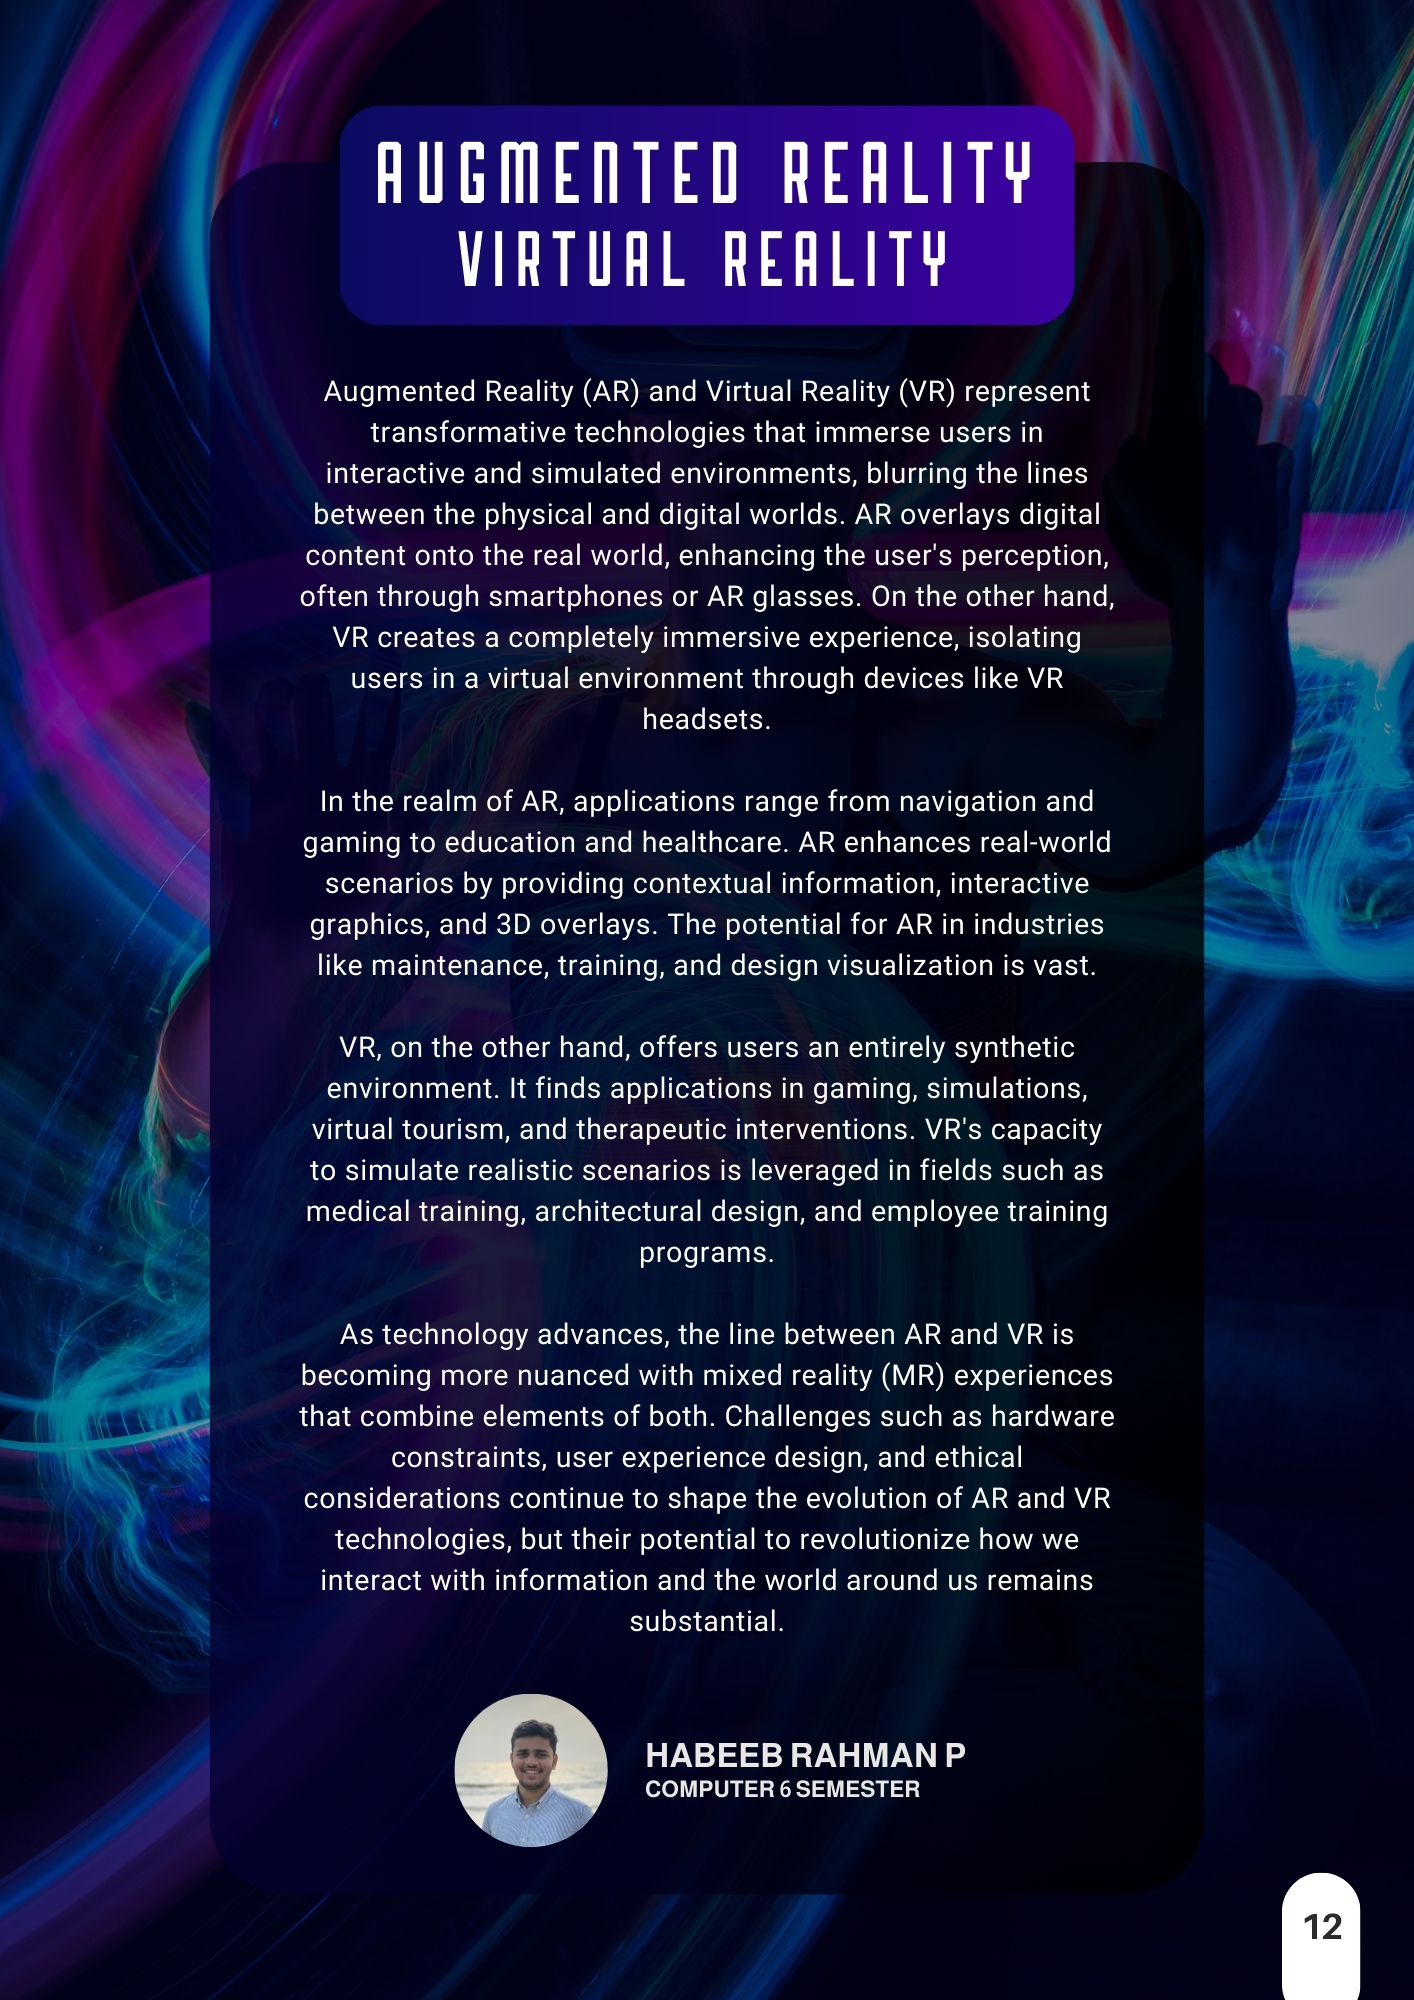 AUGMENTED REALITY
VIRTUAL REALITY
Augmented Reality (AR) and Virtual Reality (VR) represent
transformative technologies that immerse users in
interactive and simulated environments, blurring the lines
between the physical and digital worlds. AR overlays digital
content onto the real world, enhancing the user's perception,
often through smartphones or AR glasses. On the other hand,
VR creates a completely immersive experience, isolating
users in a virtual environment through devices like VR
headsets.
In the realm of AR, applications range from navigation and
gaming to education and healthcare. AR enhances real-world
scenarios by providing contextual information, interactive
graphics, and 3D overlays. The potential for AR in industries
like maintenance, training, and design visualization is vast.
VR, on the other hand, offers users an entirely synthetic
environment. It finds applications in gaming, simulations,
virtual tourism, and therapeutic interventions. VR's capacity
to simulate realistic scenarios is leveraged in fields such as
medical training, architectural design, and employee training
programs.
As technology advances, the line between AR and VR is
becoming more nuanced with mixed reality (MR) experiences
that combine elements of both. Challenges such as hardware
constraints, user experience design, and ethical
considerations continue to shape the evolution of AR and VR
technologies, but their potential to revolutionize how we
interact with information and the world around us remains
substantial.
HABEEB RAHMAN P
COMPUTER 6 SEMESTER
12